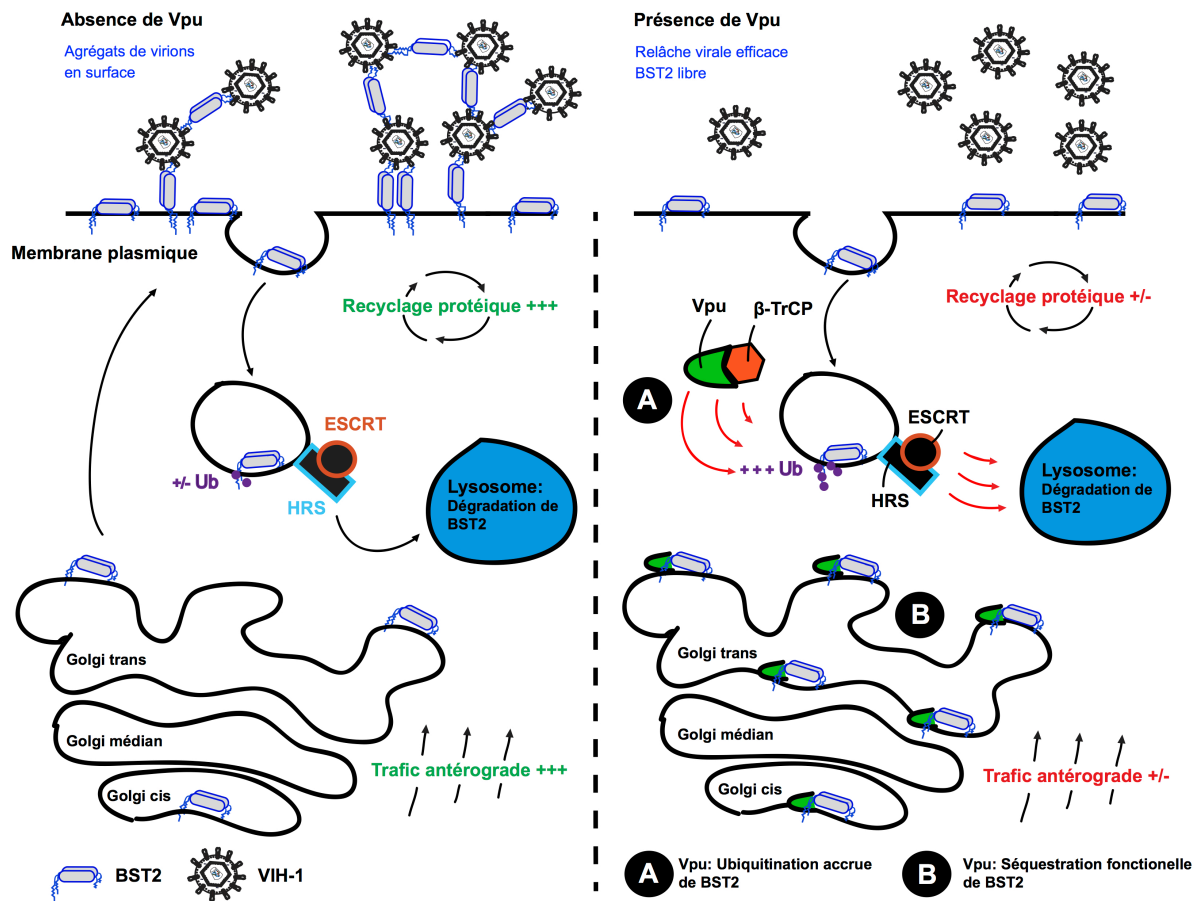 Absence de Vpu
Agrégats de virions
en surface
Membrane plasmique
Recyclage protéique +++
ESCRT
+/- Ub
HRS
Lysosome:
Dégradation de
BST2
Golgi trans
Golgi médian
Golgi cis
Trafic antérograde +++
BST2
VIH-1
Présence de Vpu
Relâche virale efficace
BST2 libre
Recyclage protéique +/-
Vpu
β-TrCP
A
ESCRT
+++ Ub
HRS
Lysosome:
Dégradation de
BST2
B
Golgi trans
Golgi médian
Golgi cis
Trafic antérograde +/-
A
Vpu: Ubiquitination accrue
de BST2
B
Vpu: Séquestration fonctionelle
de BST2